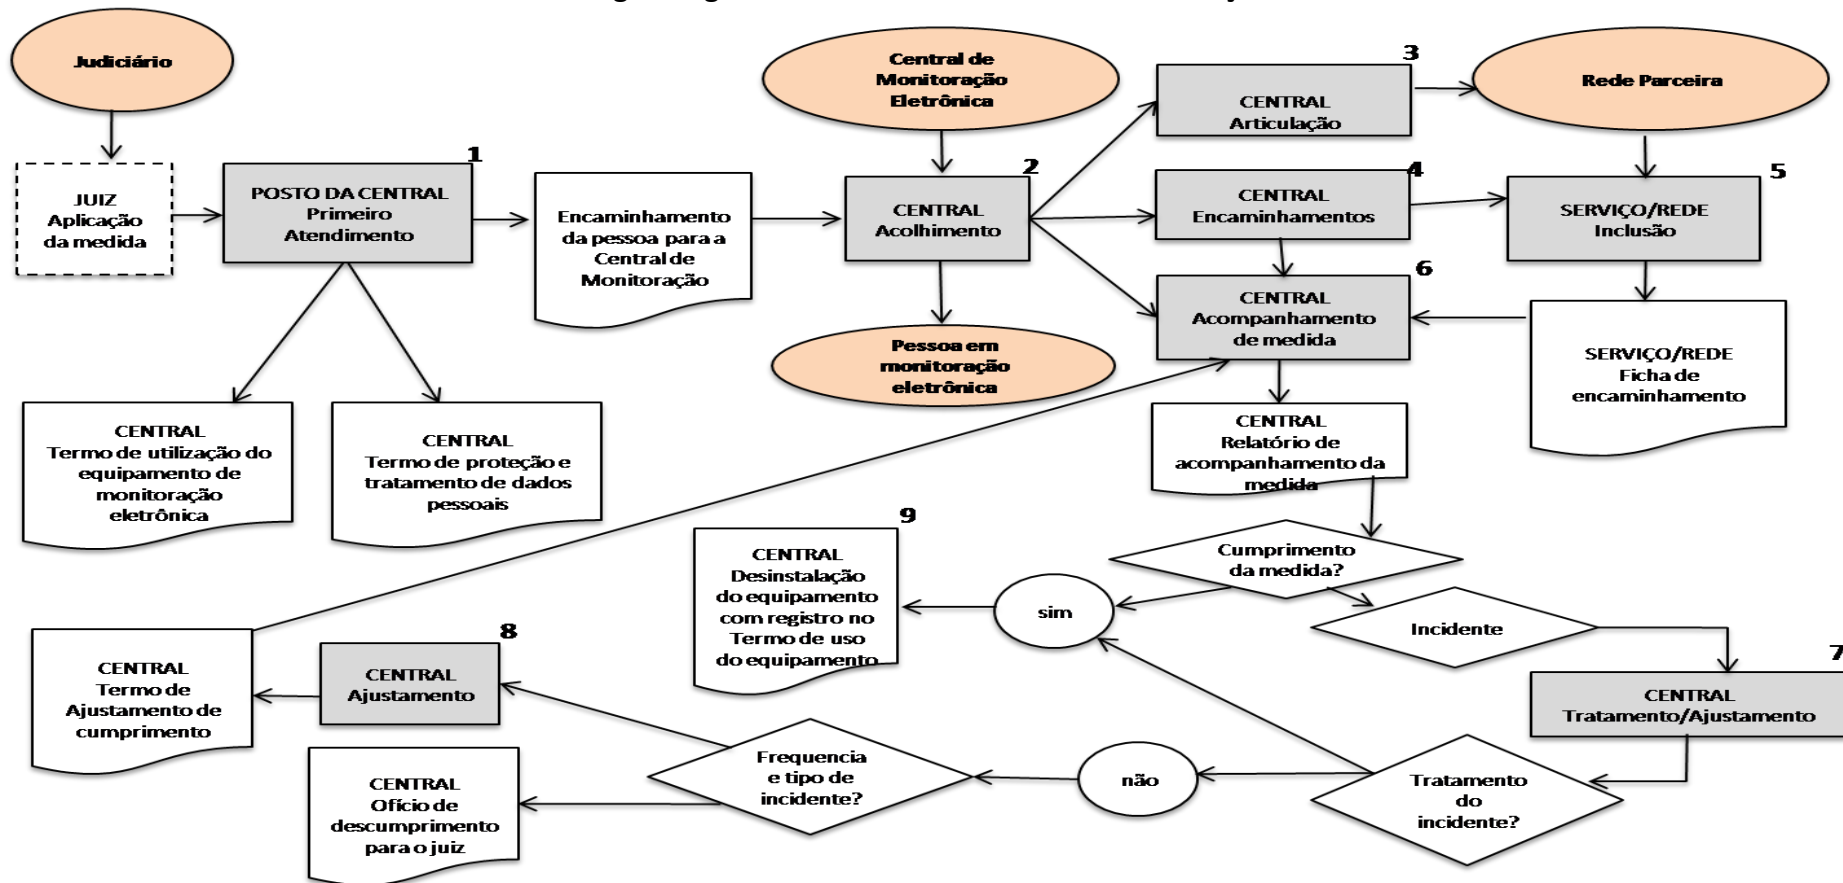 Judiciário
Central de
Monitoração
Eletrônica
3
Rede Parceira
CENTRAL
Articulação
1
2
4
5
JUIZ
Aplicação
da medida
POSTO DA CENTRAL
Primeiro
Atendimento
Encaminhamento
da pessoa para a
Central de
Monitoração
CENTRAL
Acolhimento
CENTRAL
Encaminhamentos
SERVIÇO/REDE
Inclusão
6
CENTRAL
Acompanhamento
de medida
Pessoa em
monitoração
eletrônica
SERVIÇO/REDE
Ficha de
encaminhamento
CENTRAL
Termo de utilização do
equipamento de
monitoração
eletrônica
CENTRAL
Termo de proteção e
tratamento de dados
pessoais
CENTRAL
Relatório de
acompanhamento da
medida
9
CENTRAL
Desinstalação
do equipamento
com registro no
Termo de uso
do equipamento
sim
Cumprimento
da medida?
Incidente
7
CENTRAL
Tratamento/Ajustamento
8
CENTRAL
Termo de
Ajustamento de
cumprimento
CENTRAL
Ajustamento
CENTRAL
Ofício de
descumprimento
para o juiz
Frequencia
e tipo de
incidente?
não
Tratamento
do
incidente?